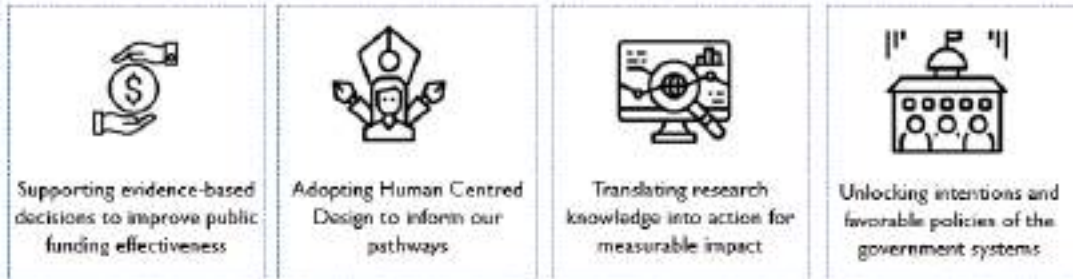 Supporting evidence-based
decisions to improve public
funding effectiveness
Adopting Human Centred
Design to inform our
pathways
Translating research
knowledge into action for
measurable impact
Unlocking intentions and
favorable policies of the
government systems